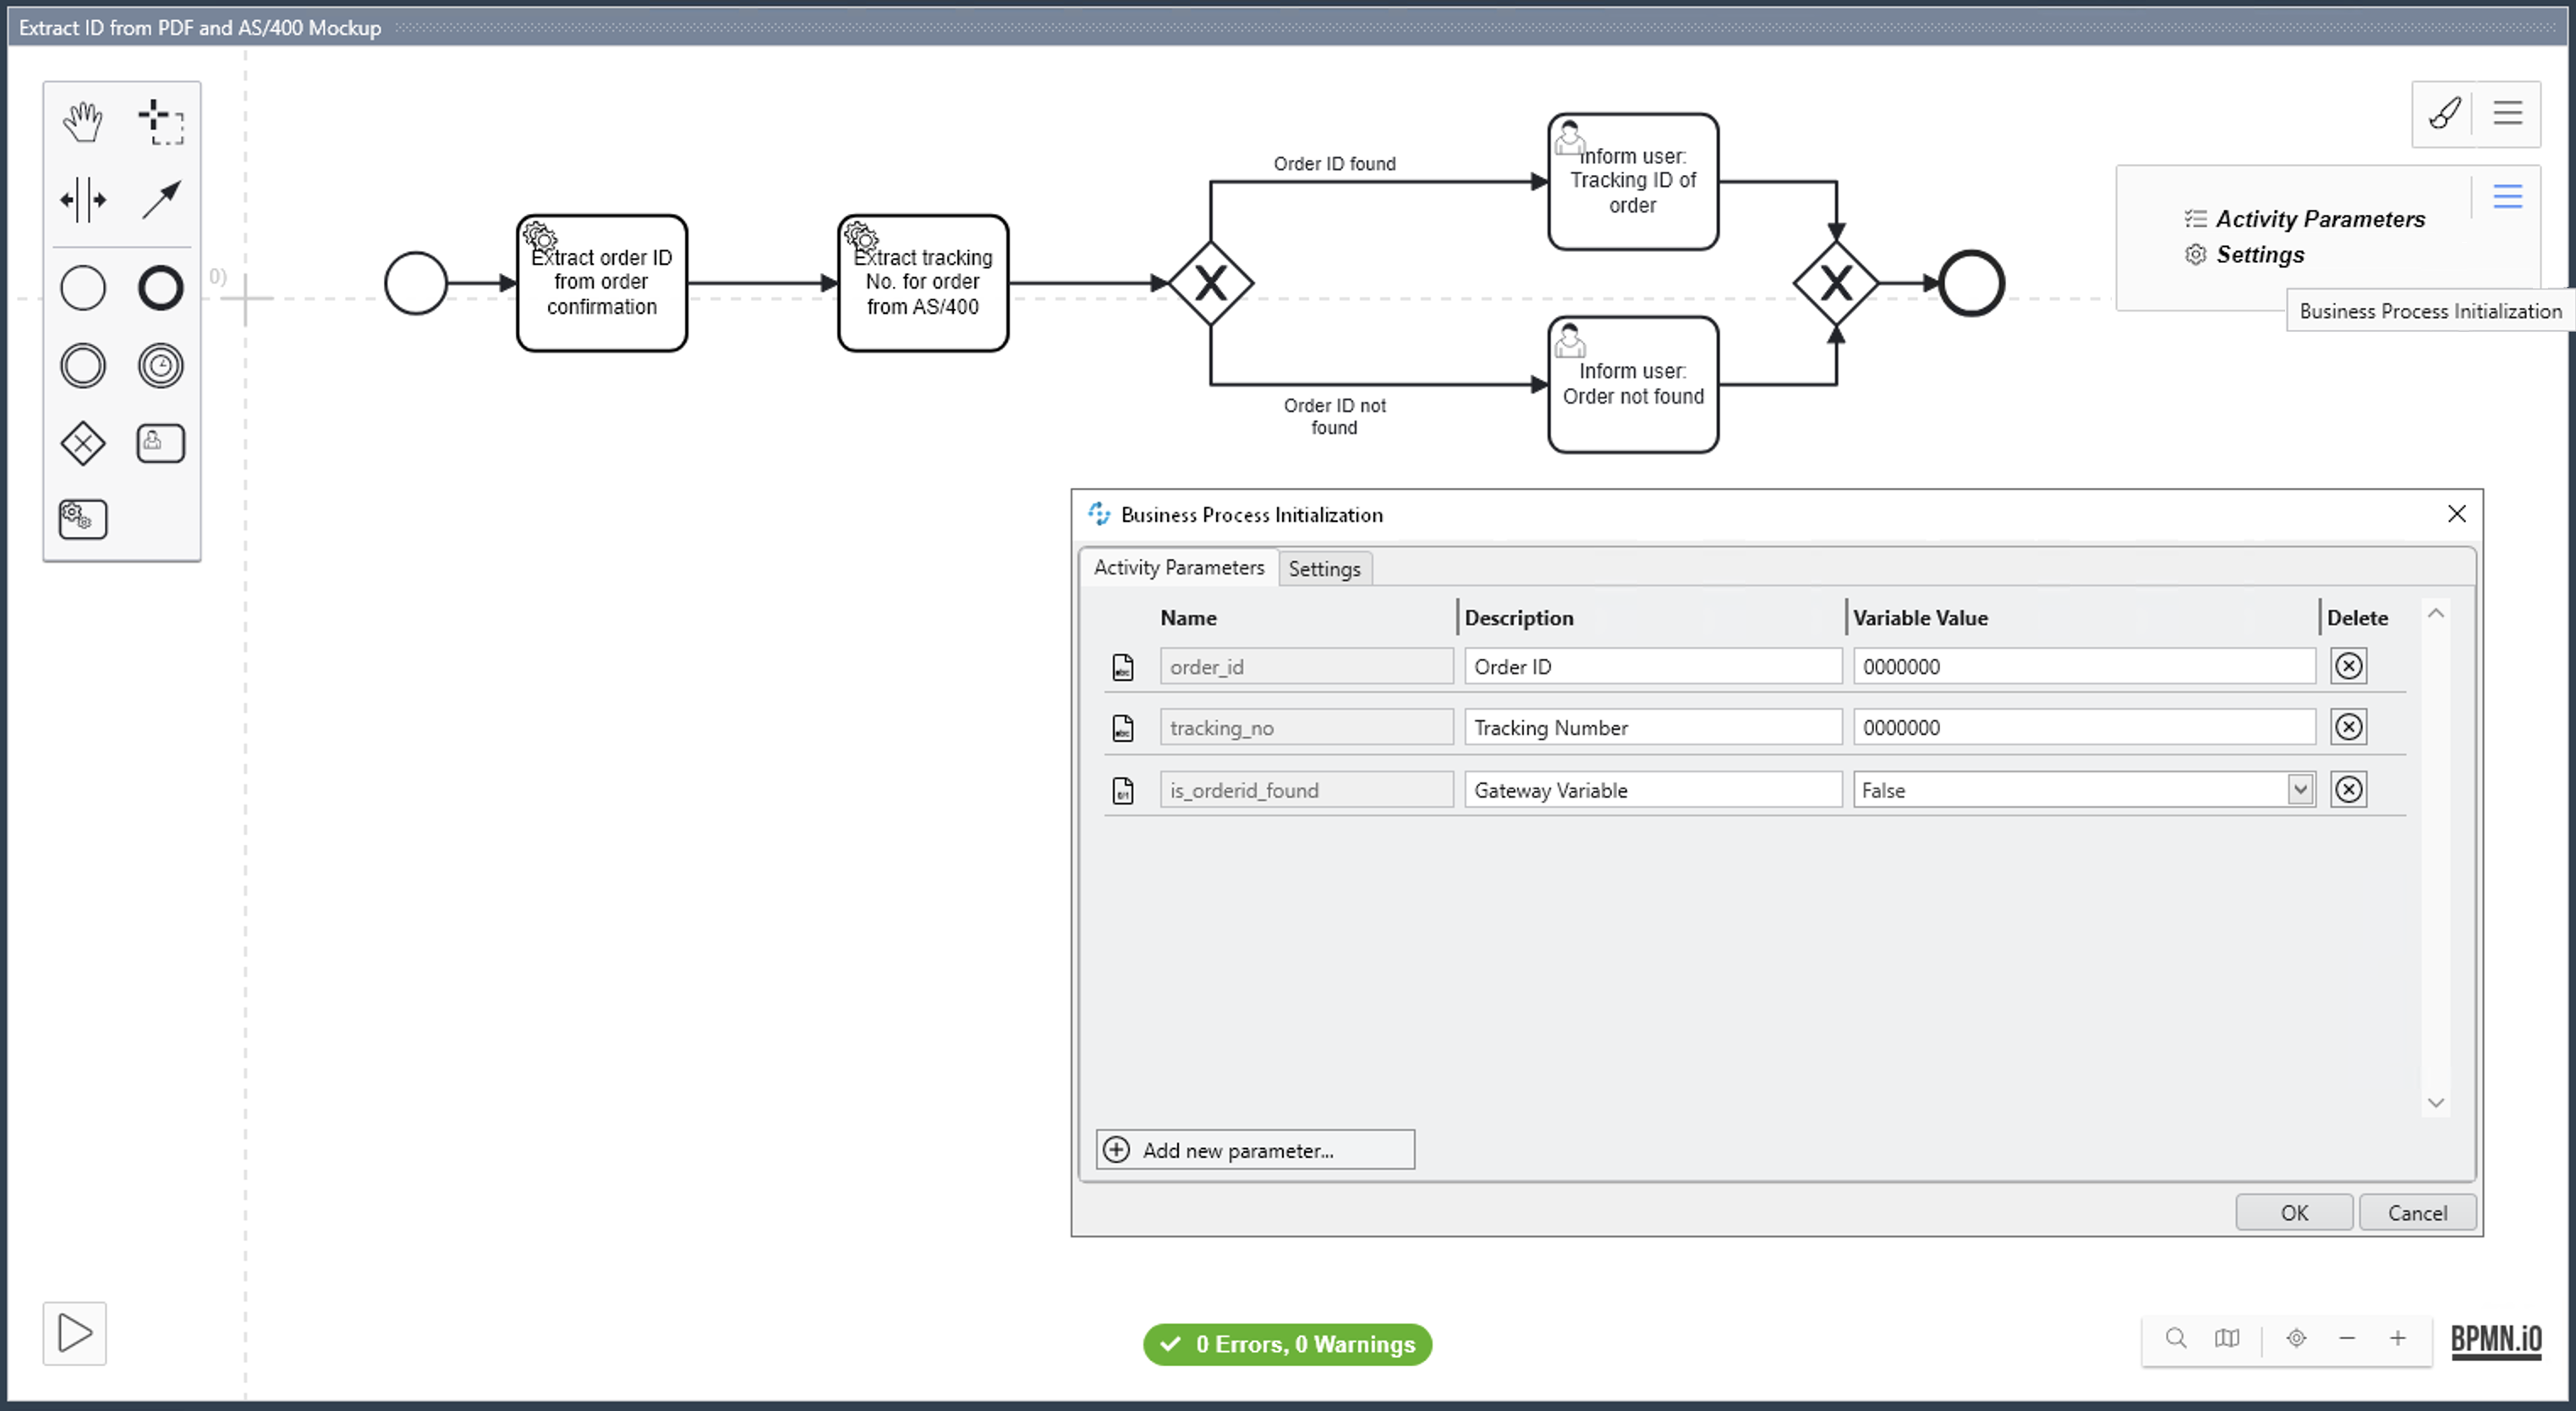 Extract ID from PDF and AS/400 Mockup
0)
Extract order ID
from order
confirmation
Extract tracking
No. for order
from AS/400
X
Order ID found
Order ID not
found
Inform user:
Tracking ID of
order
Inform user:
Order not found
X
Activity Parameters
Settings
Business Process Initialization
Business Process Initialization
Activity Parameters Settings
Name Description Variable Value Delete
abc order_id Order ID 0000000
abc tracking_no Tracking Number 0000000
0/1 is_orderid_found Gateway Variable False
Add new parameter...
OK Cancel
0 Errors, 0 Warnings
BPMN.iO